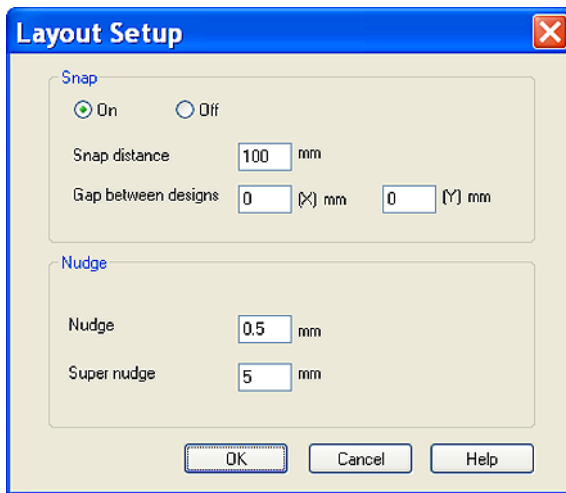 Layout Setup
Snap
On Off
Snap distance 100 mm
Gap between designs 0 (X) mm 0 (Y) mm
Nudge
Nudge 0.5 mm
Super nudge 5 mm
OK Cancel Help